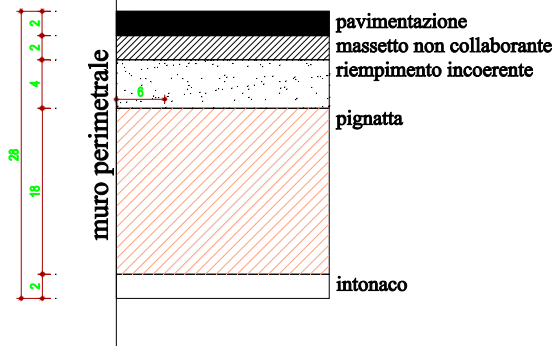 2
pavimentazione
2
massetto non collaborante
4
riempimento incoerente
6
pignatta
muro perimetrale
28
18
2
intonaco